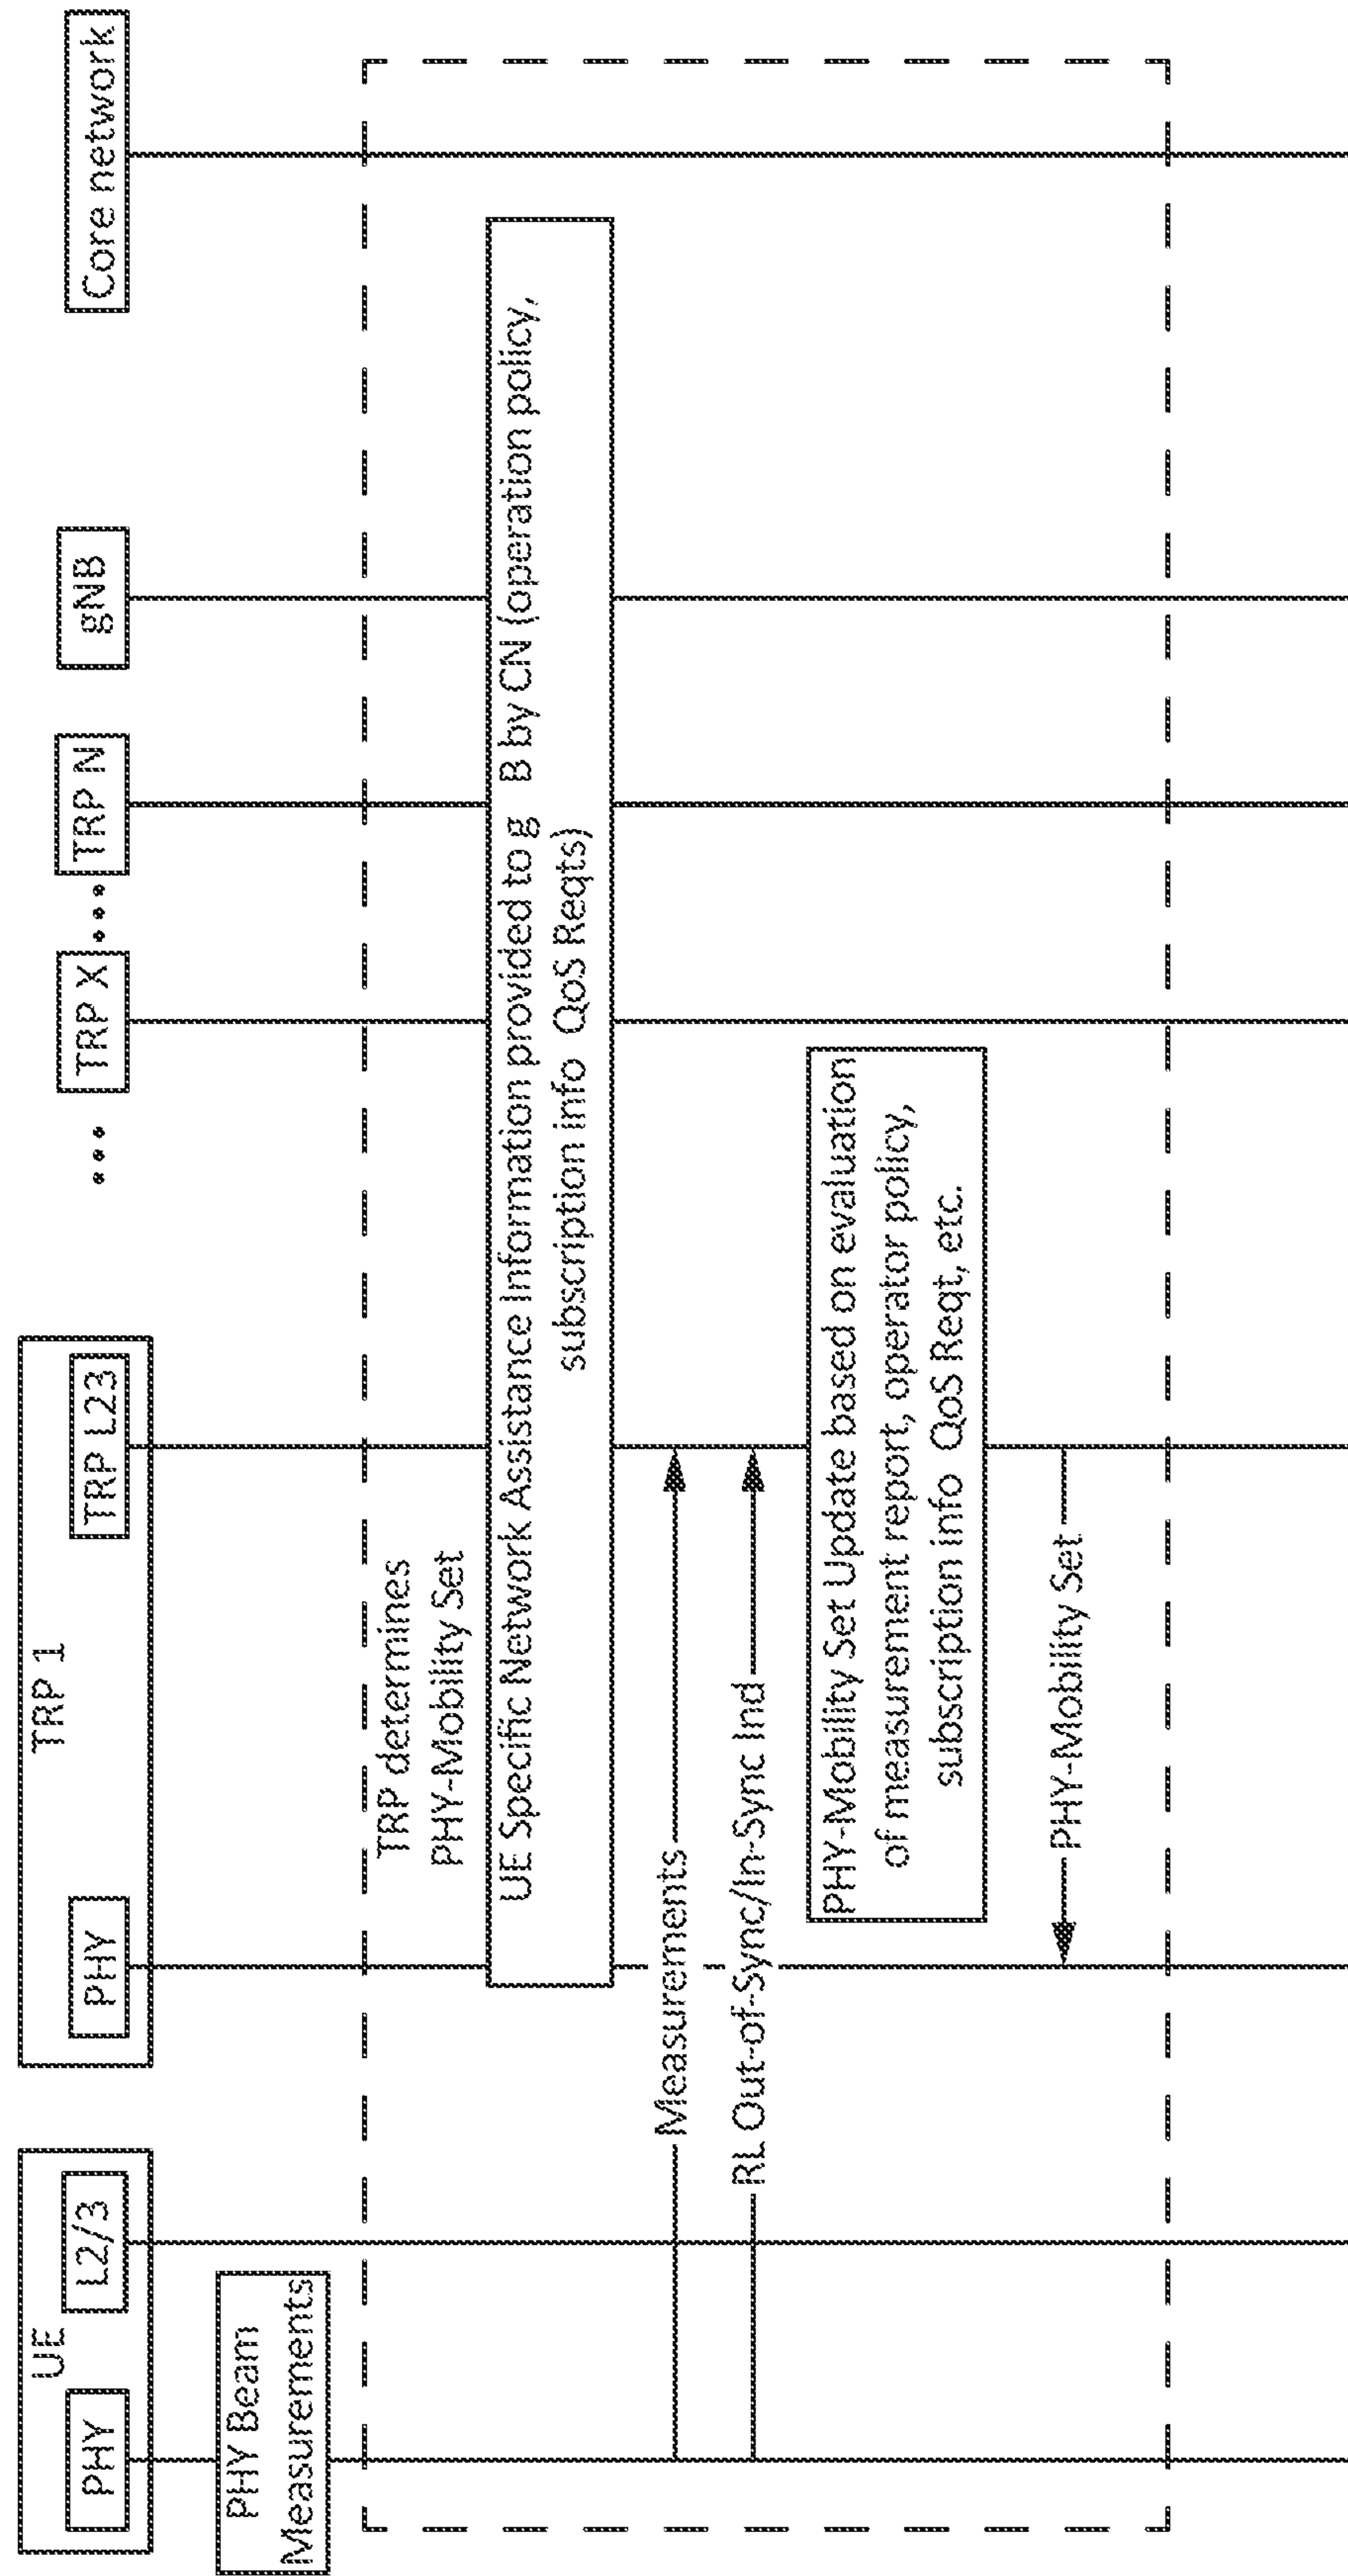 UE
PHY
L2/3
TRP 1
PHY
TRP L23
TRP X
TRP N
gNB
Core network
PHY Beam
Measurements
TRP determines
PHY-Mobility Set
UE Specific Network Assistance Information provided to g B by CN (operation policy,
subscription info QoS Reqts)
Measurements
RL Out-of-Sync/In-Sync Ind
PHY-Mobility Set Update based on evaluation
of measurement report, operator policy,
subscription info QoS Reqt, etc.
PHY-Mobility Set